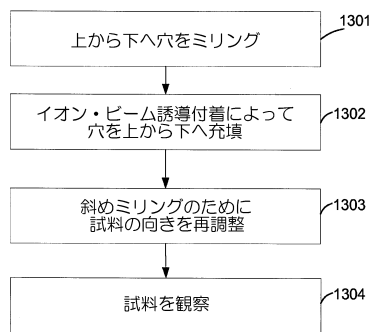 上から下へ穴をミリング
1301
イオン・ビーム誘導付着によって
穴を上から下へ充填
1302
斜めミリングのために
試料の向きを再調整
1303
試料を観察
1304